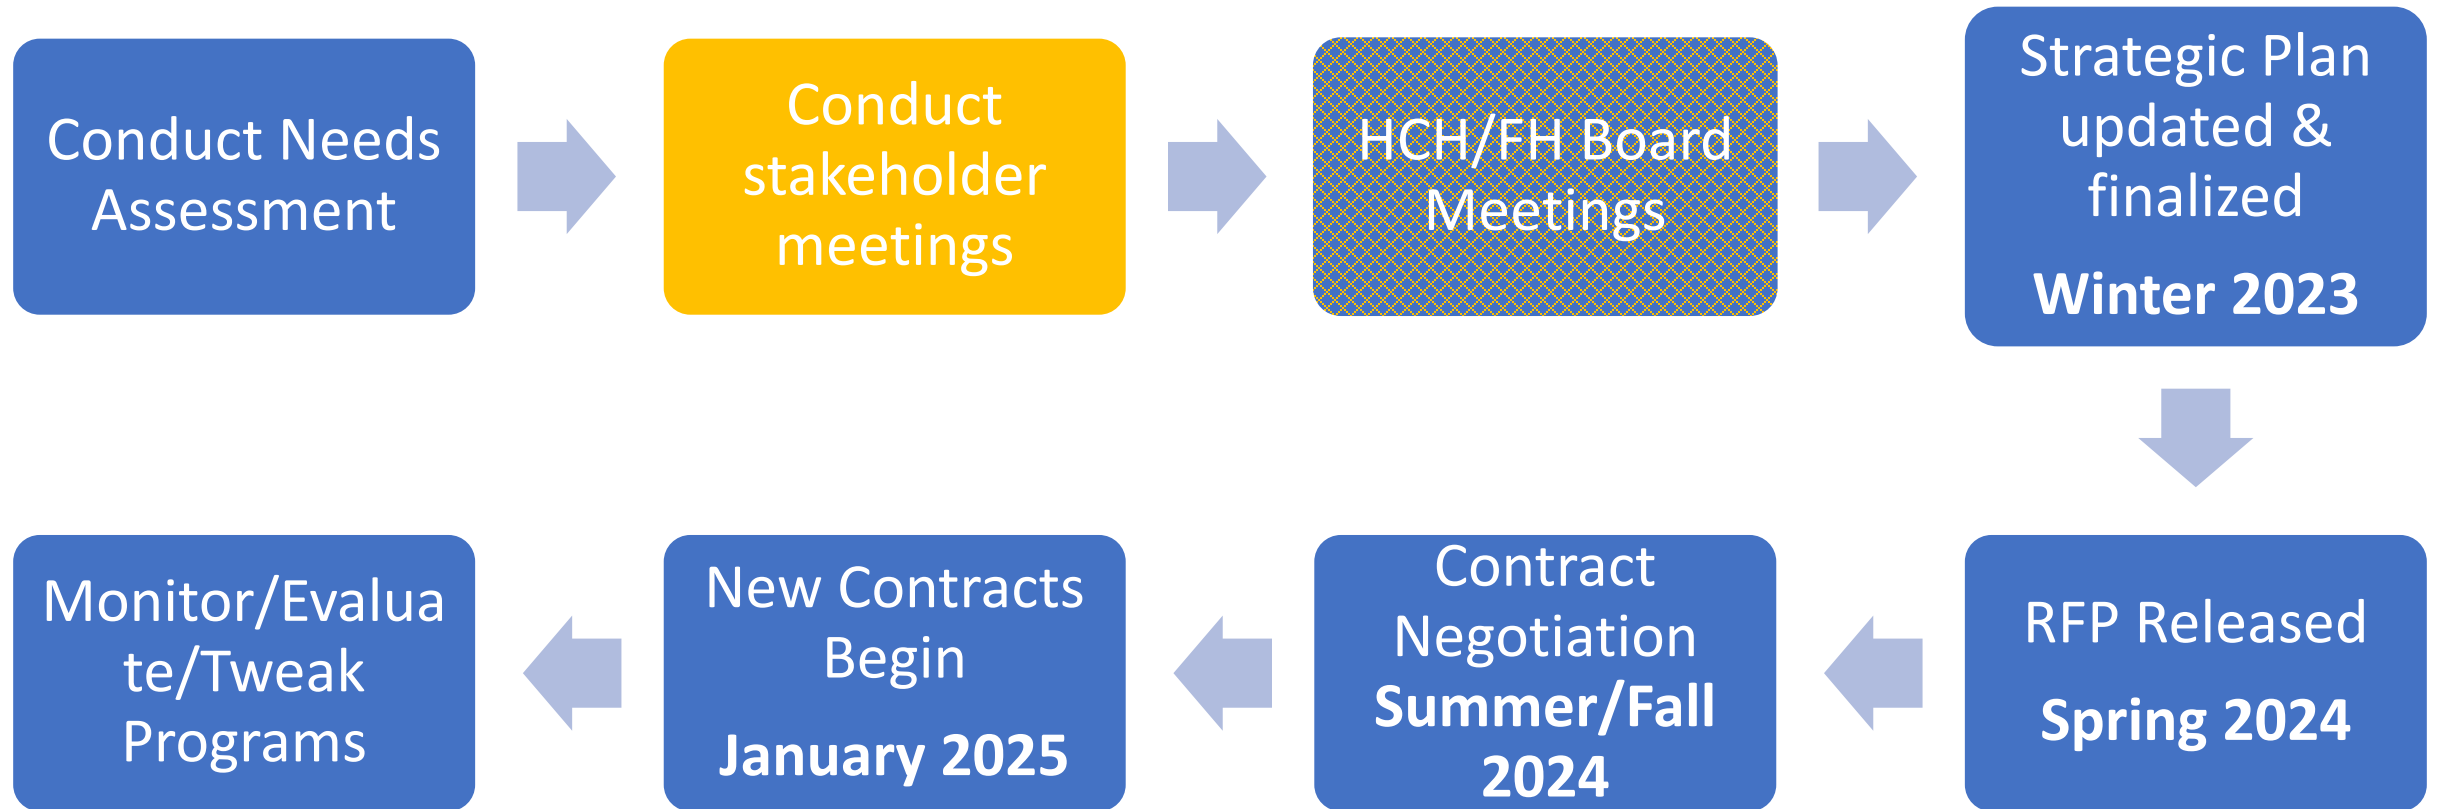 Conduct Needs
Assessment
Conduct
stakeholder
meetings
HCH/FH Board
Meetings
Strategic Plan
updated &
finalized
Winter 2023
RFP Released
Spring 2024
Contract
Negotiation
Summer/Fall
2024
New Contracts
Begin
January 2025
Monitor/Evalua
te/Tweak
Programs